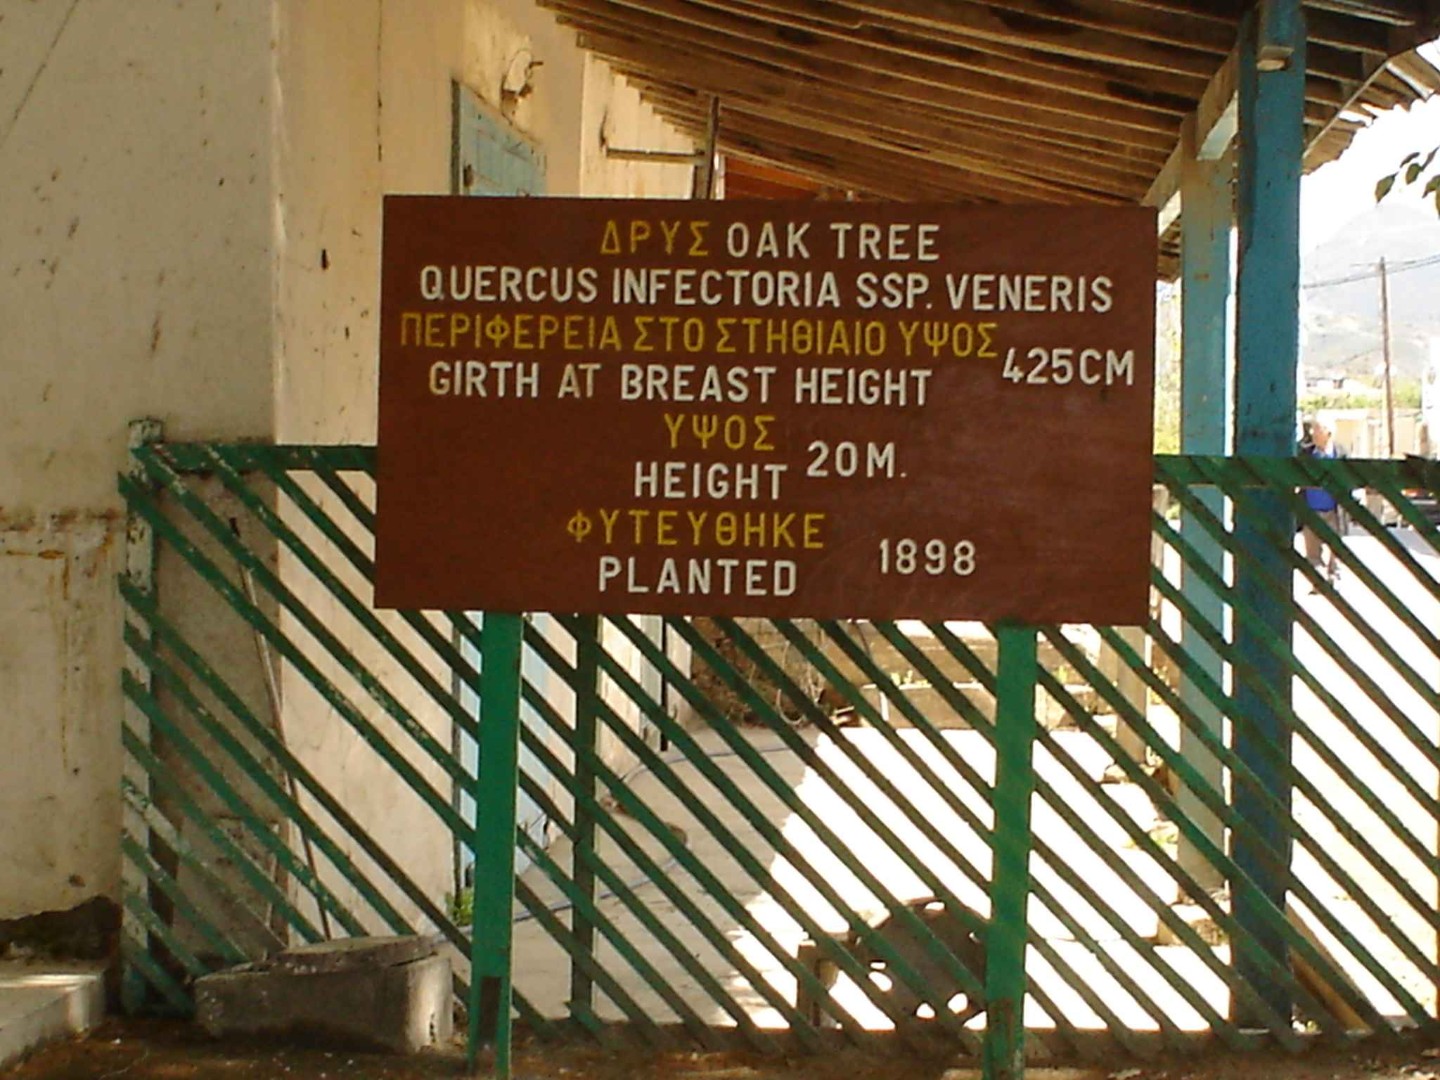 ΔΡΥΣ OAK TREE
QUERCUS INFECTORIA SSP. VENERIS
ΠΕΡΙΦΕΡΕΙΑ ΣΤΟ ΣΤΗΘΙΑΙΟ ΥΨΟΣ
GIRTH AT BREAST HEIGHT 425CM
ΥΨΟΣ
HEIGHT 20M.
ΦΥΤΕΥΘΗΚΕ
PLANTED 1898